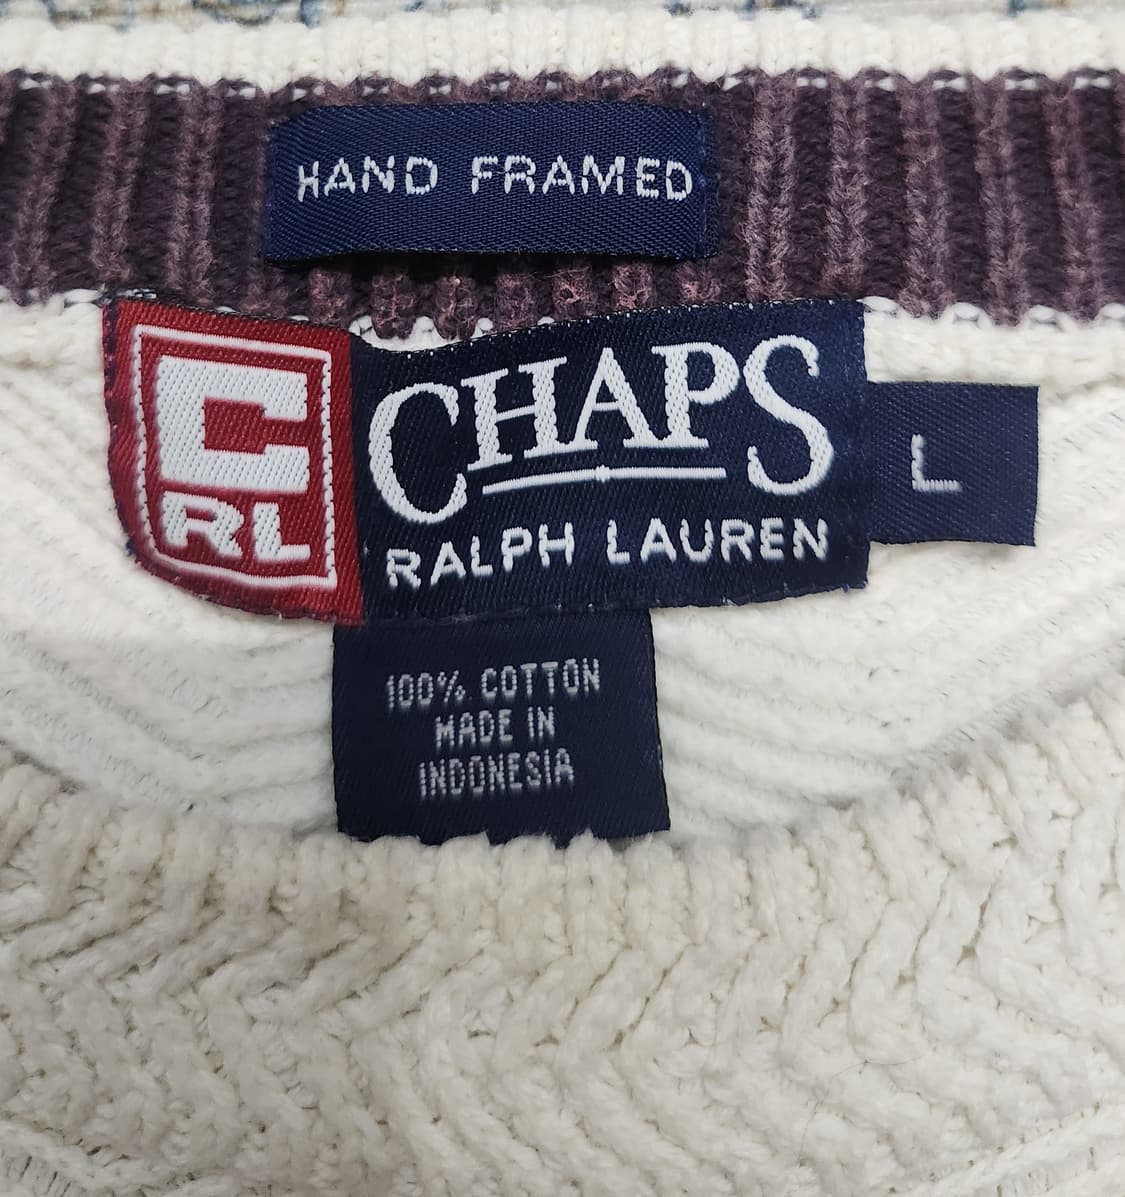 HAND FRAMED
C
RL
CHAPS
RALPH LAUREN
L
100% COTTON
MADE IN
INDONESIA